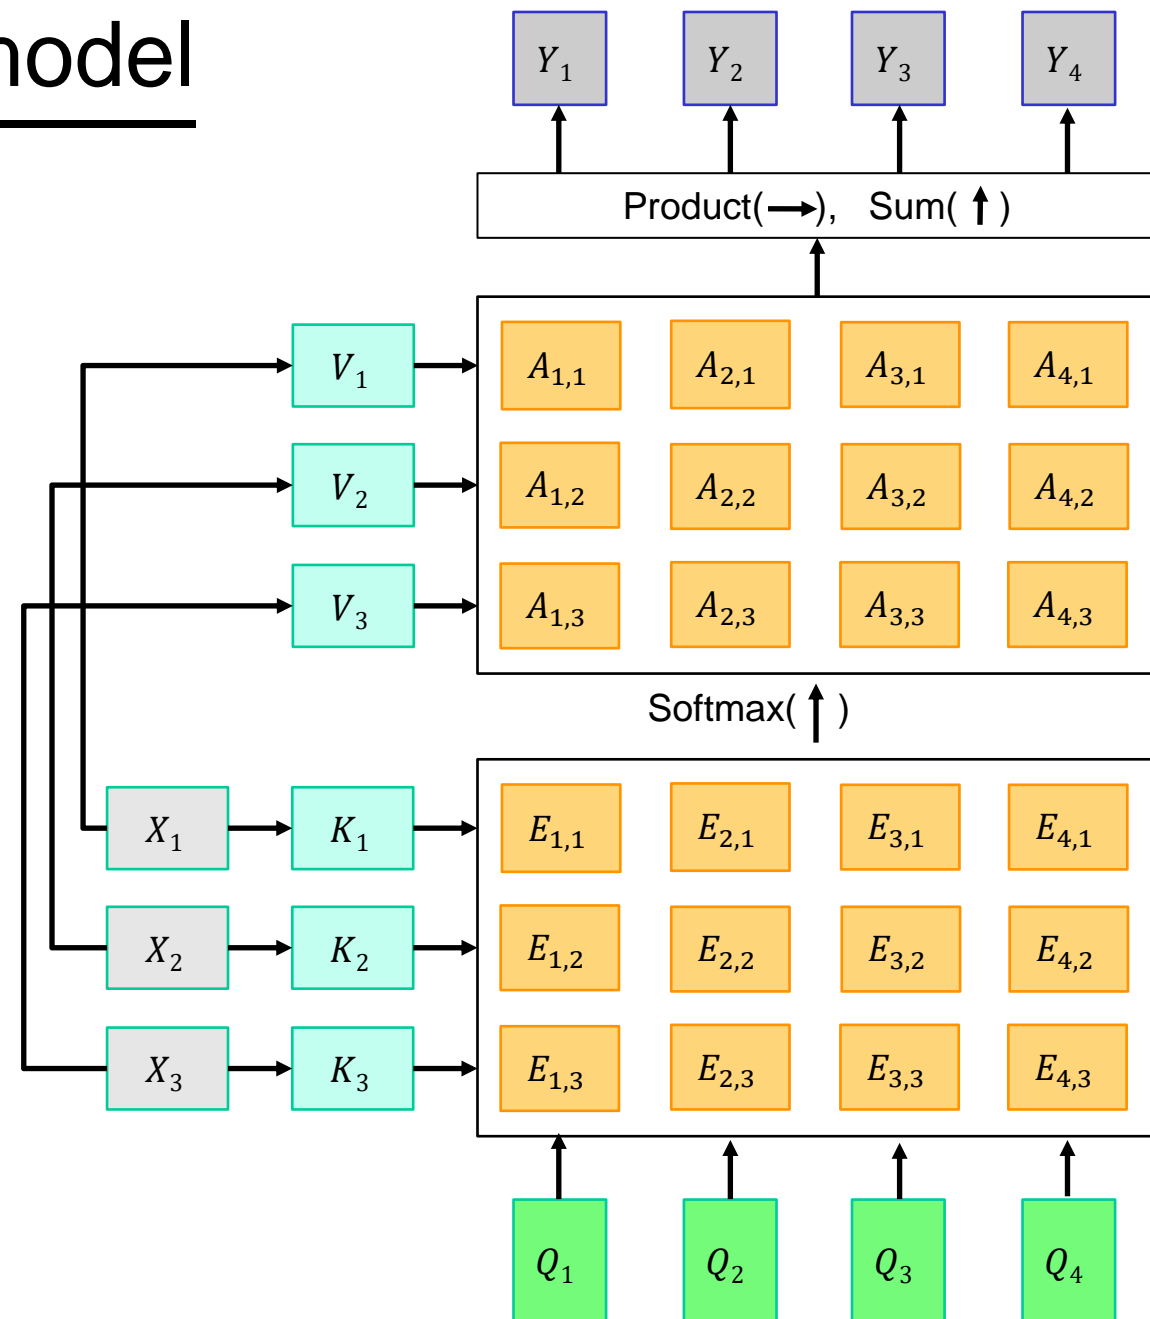 model
Y₁ Y₂ Y₃ Y₄
Product(→), Sum(↑)
V₁ A₁,₁ A₂,₁ A₃,₁ A₄,₁
V₂ A₁,₂ A₂,₂ A₃,₂ A₄,₂
V₃ A₁,₃ A₂,₃ A₃,₃ A₄,₃
Softmax(↑)
X₁ K₁ E₁,₁ E₂,₁ E₃,₁ E₄,₁
X₂ K₂ E₁,₂ E₂,₂ E₃,₂ E₄,₂
X₃ K₃ E₁,₃ E₂,₃ E₃,₃ E₄,₃
Q₁ Q₂ Q₃ Q₄